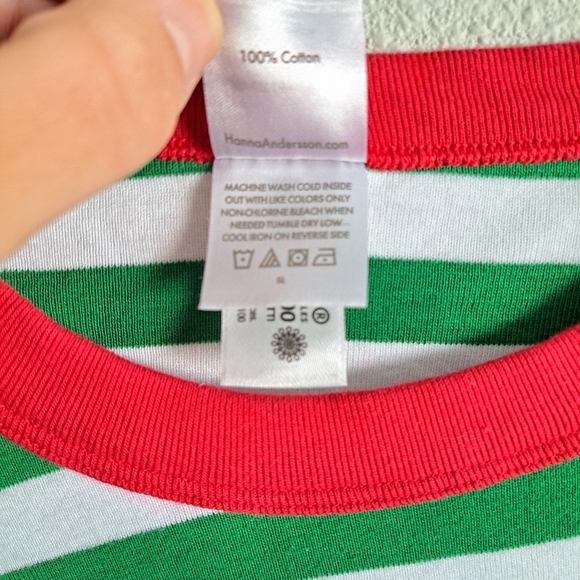 100% Cotton
HannaAndersson.com
MACHINE WASH COLD INSIDE
OUT WITH LIKE COLORS ONLY
NON-CHLORINE BLEACH WHEN
NEEDED TUMBLE DRY LOW
COOL IRON ON REVERSE SIDE
®
100